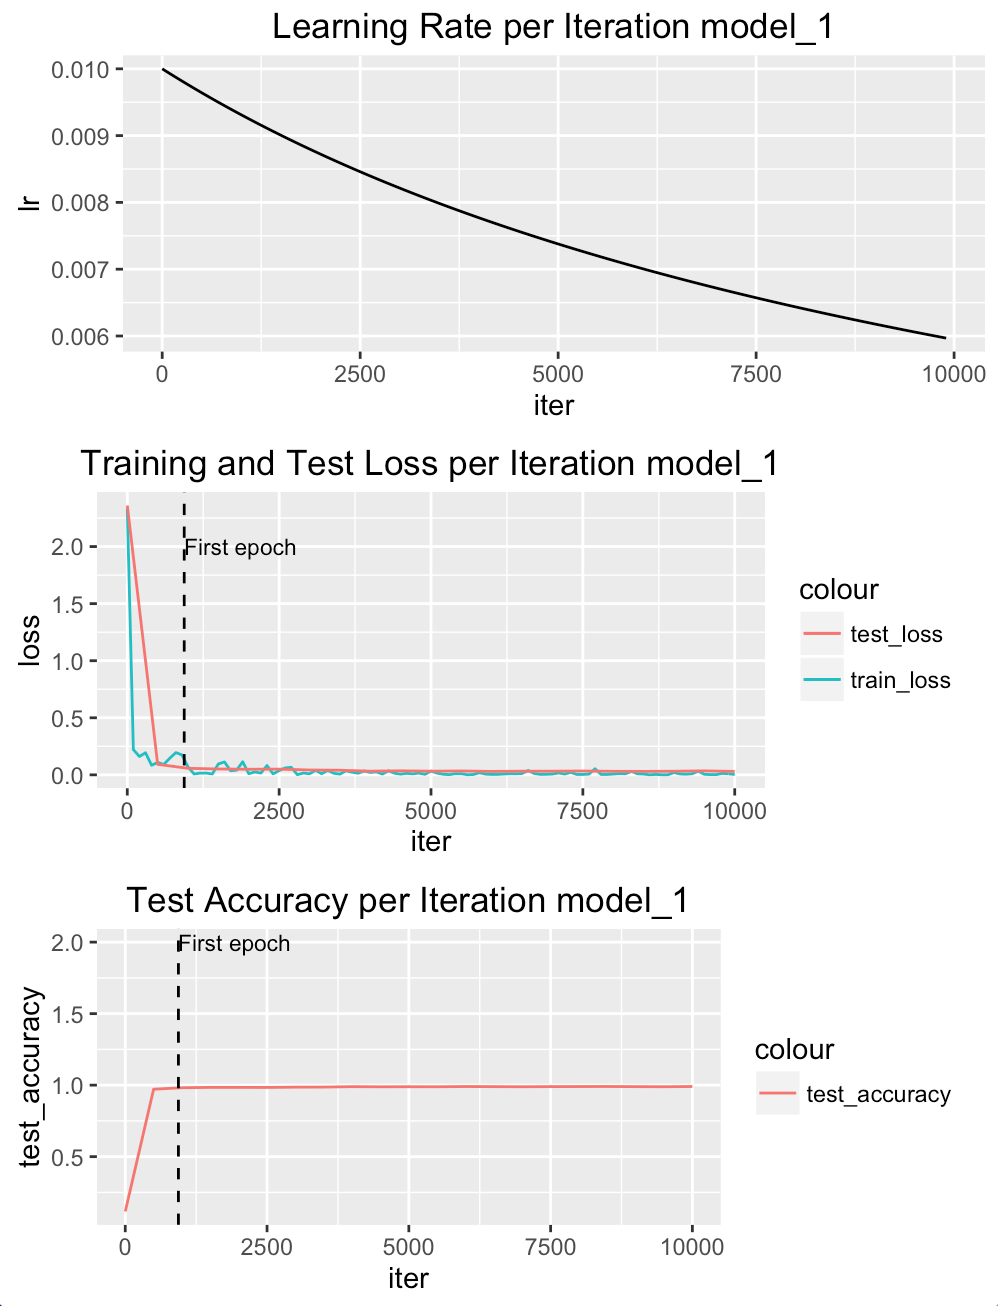 Learning Rate per Iteration model_1
0.010
0.009
0.008
0.007
0.006
lr
0 2500 5000 7500 10000
iter
Training and Test Loss per Iteration model_1
2.0
1.5
1.0
0.5
0.0
loss
First epoch
0 2500 5000 7500 10000
iter
colour
test_loss
train_loss
Test Accuracy per Iteration model_1
2.0
1.5
1.0
0.5
test_accuracy
First epoch
0 2500 5000 7500 10000
iter
colour
test_accuracy